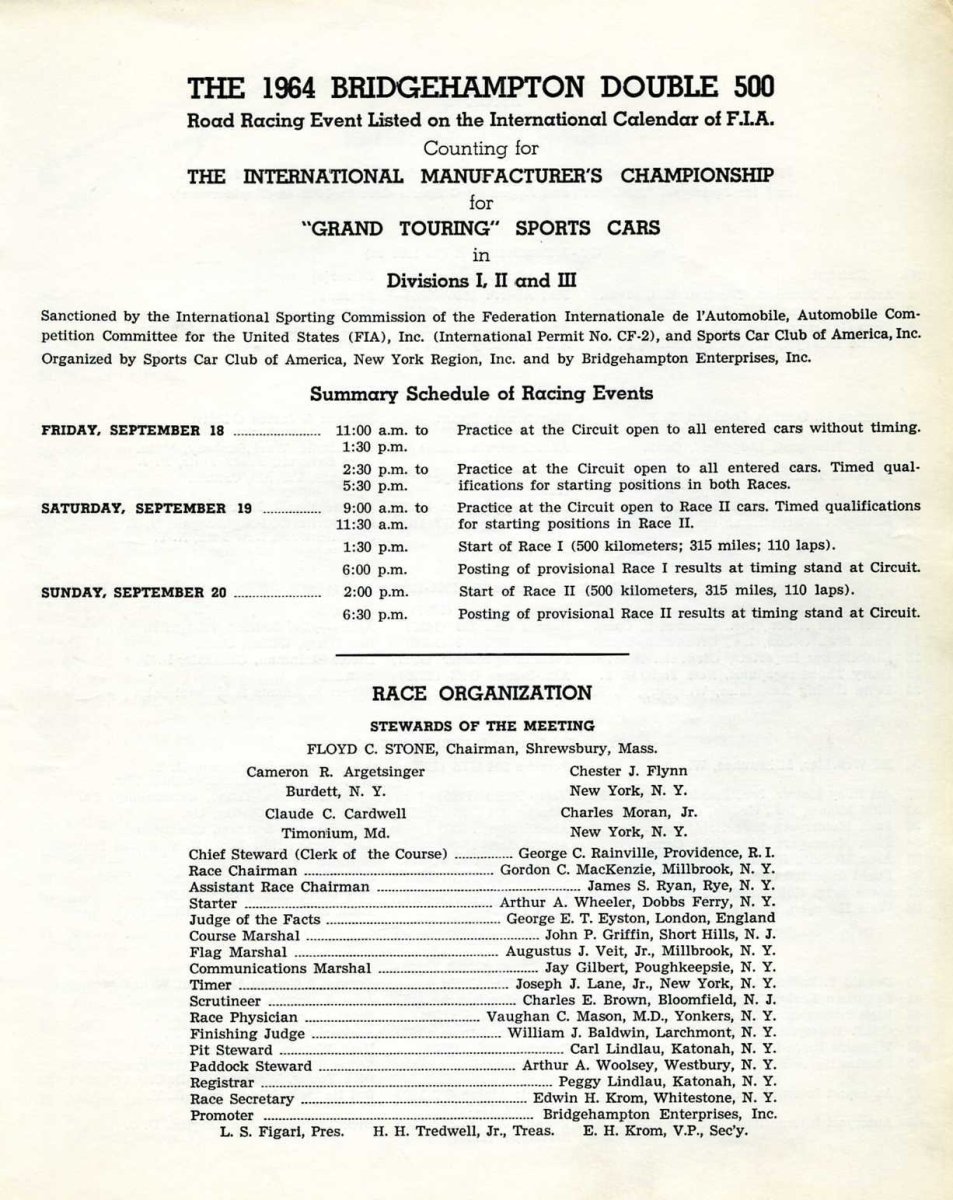 THE 1964 BRIDGEHAMPTON DOUBLE 500
Road Racing Event Listed on the International Calendar of F.I.A.
Counting for
THE INTERNATIONAL MANUFACTURER'S CHAMPIONSHIP
for
"GRAND TOURING" SPORTS CARS
in
Divisions I, II and III
Sanctioned by the International Sporting Commission of the Federation Internationale de l'Automobile, Automobile Com-
petition Committee for the United States (FIA), Inc. (International Permit No. CF-2), and Sports Car Club of America, Inc.
Organized by Sports Car Club of America, New York Region, Inc. and by Bridgehampton Enterprises, Inc.
Summary Schedule of Racing Events
FRIDAY, SEPTEMBER 18 ........................ 11:00 a.m. to Practice at the Circuit open to all entered cars without timing.
1:30 p.m.
2:30 p.m. to Practice at the Circuit open to all entered cars. Timed qual-
5:30 p.m. ifications for starting positions in both Races.
SATURDAY, SEPTEMBER 19 ................ 9:00 a.m. to Practice at the Circuit open to Race II cars. Timed qualifications
11:30 a.m. for starting positions in Race II.
1:30 p.m. Start of Race I (500 kilometers; 315 miles; 110 laps).
6:00 p.m. Posting of provisional Race I results at timing stand at Circuit.
SUNDAY, SEPTEMBER 20 ........................ 2:00 p.m. Start of Race II (500 kilometers, 315 miles, 110 laps).
6:30 p.m. Posting of provisional Race II results at timing stand at Circuit.
RACE ORGANIZATION
STEWARDS OF THE MEETING
FLOYD C. STONE, Chairman, Shrewsbury, Mass.
Cameron R. Argetsinger Chester J. Flynn
Burdett, N. Y. New York, N. Y.
Claude C. Cardwell Charles Moran, Jr.
Timonium, Md. New York, N. Y.
Chief Steward (Clerk of the Course) ................ George C. Rainville, Providence, R. I.
Race Chairman ................ Gordon C. MacKenzie, Millbrook, N. Y.
Assistant Race Chairman ................ James S. Ryan, Rye, N. Y.
Starter ................ Arthur A. Wheeler, Dobbs Ferry, N. Y.
Judge of the Facts ................ George E. T. Eyston, London, England
Course Marshal ................ John P. Griffin, Short Hills, N. J.
Flag Marshal ................ Augustus J. Veit, Jr., Millbrook, N. Y.
Communications Marshal ................ Jay Gilbert, Poughkeepsie, N. Y.
Timer ................ Joseph J. Lane, Jr., New York, N. Y.
Scrutineer ................ Charles E. Brown, Bloomfield, N. J.
Race Physician ................ Vaughan C. Mason, M.D., Yonkers, N. Y.
Finishing Judge ................ William J. Baldwin, Larchmont, N. Y.
Pit Steward ................ Carl Lindlau, Katonah, N. Y.
Paddock Steward ................ Arthur A. Woolsey, Westbury, N. Y.
Registrar ................ Peggy Lindlau, Katonah, N. Y.
Race Secretary ................ Edwin H. Krom, Whitestone, N. Y.
Promoter ................ Bridgehampton Enterprises, Inc.
L. S. Figari, Pres. H. H. Tredwell, Jr., Treas. E. H. Krom, V.P., Sec'y.